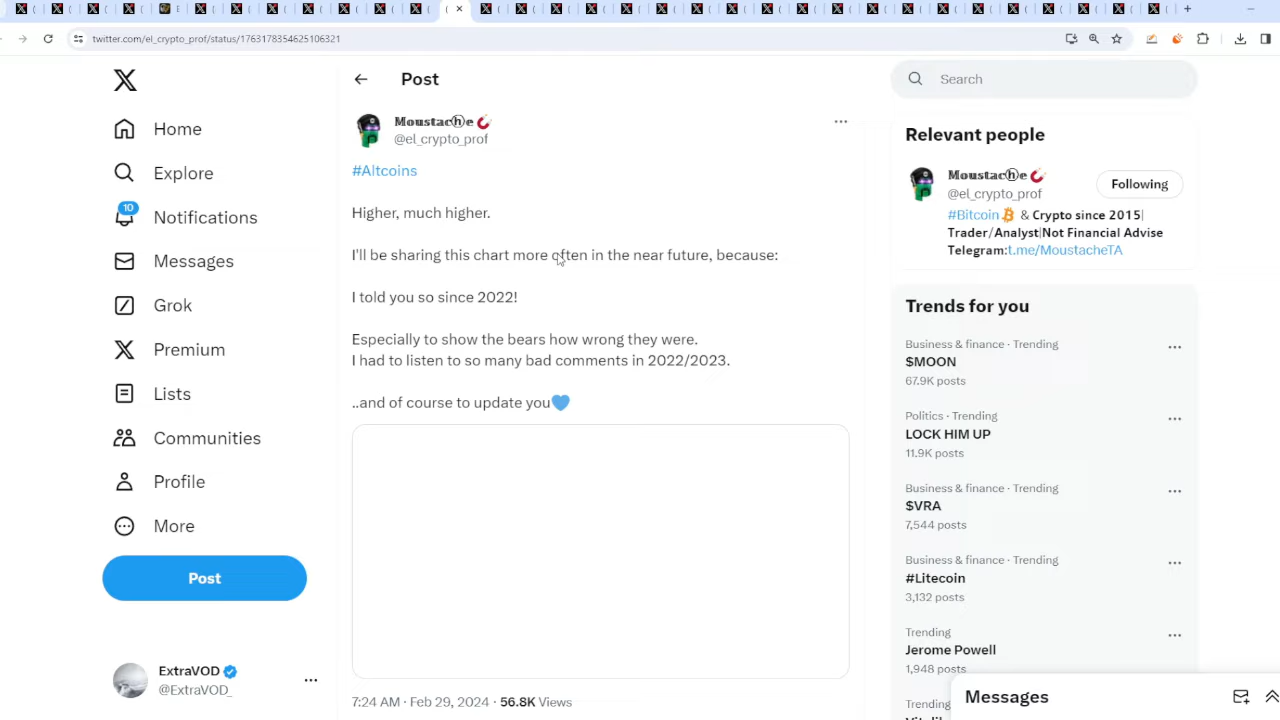 twitter.com/el_crypto_prof/status/1763178354625106321
X
Home
Explore
10
Notifications
Messages
Grok
Premium
Lists
Communities
Profile
More
Post
ExtraVOD
@ExtraVOD_
Post
𝕄𝕠𝕦𝕤𝕥𝕒𝕔ⓗ𝕖
@el_crypto_prof
#Altcoins
Higher, much higher.
I'll be sharing this chart more often in the near future, because:
I told you so since 2022!
Especially to show the bears how wrong they were.
I had to listen to so many bad comments in 2022/2023.
..and of course to update you💙
7:24 AM · Feb 29, 2024 · 56.8K Views
Search
Relevant people
𝕄𝕠𝕦𝕤𝕥𝕒𝕔ⓗ𝕖
@el_crypto_prof
Following
#Bitcoin & Crypto since 2015|
Trader/Analyst|Not Financial Advise
Telegram:t.me/MoustacheTA
Trends for you
Business & finance · Trending
$MOON
67.9K posts
Politics · Trending
LOCK HIM UP
11.9K posts
Business & finance · Trending
$VRA
7,544 posts
Business & finance · Trending
#Litecoin
3,132 posts
Trending
Jerome Powell
1,948 posts
Trending
Messages